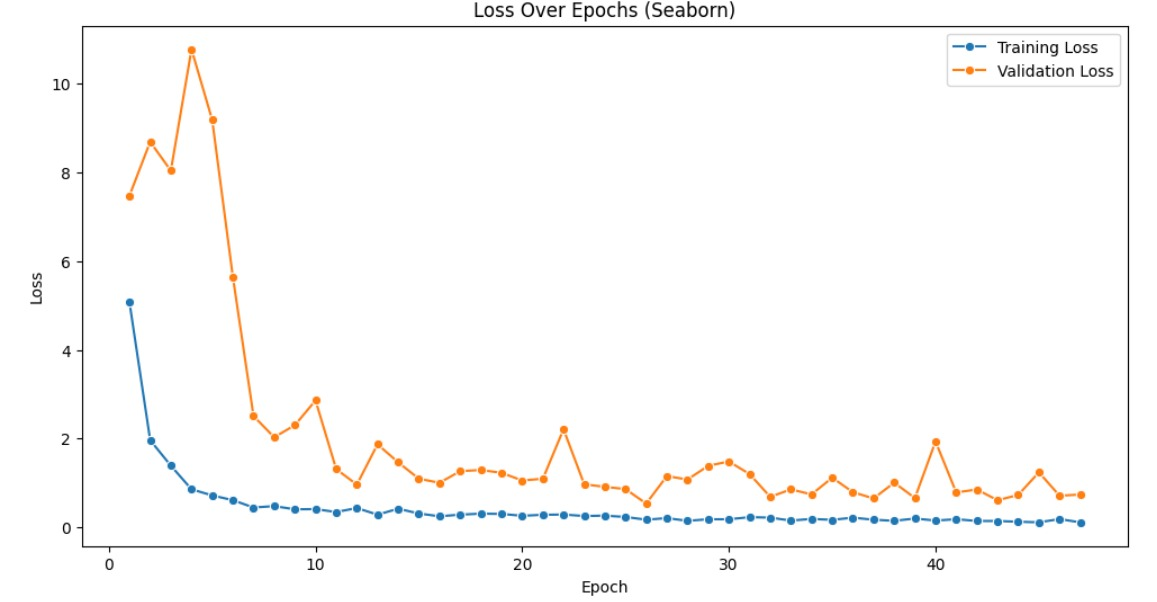 Loss Over Epochs (Seaborn)
Training Loss
Validation Loss
10
8
6
4
2
0
Loss
0 10 20 30 40
Epoch